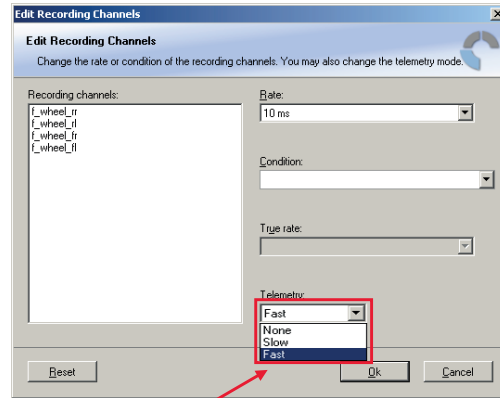 Edit Recording Channels
Edit Recording Channels
Change the rate or condition of the recording channels. You may also change the telemetry mode.
Recording channels:
f_wheel_rr
f_wheel_rl
f_wheel_fr
f_wheel_fl
Rate:
10 ms
Condition:
True rate:
Telemetry:
Fast
None
Slow
Fast
Reset
Ok
Cancel